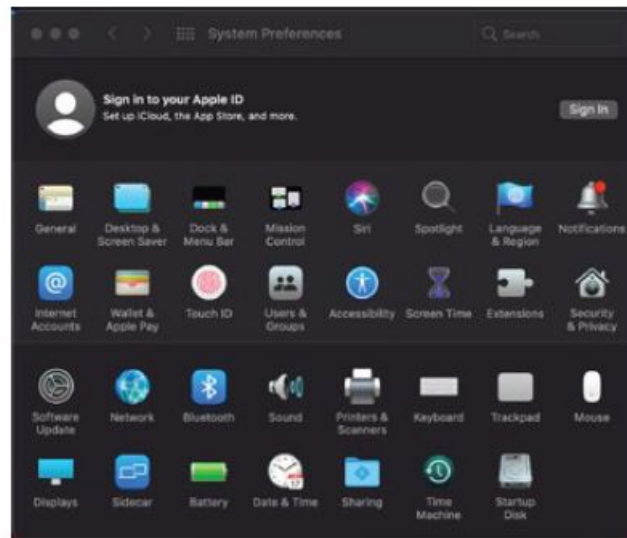 System Preferences
Search
Sign in to your Apple ID
Set up iCloud, the App Store, and more.
Sign In
General
Desktop &
Screen Saver
Dock &
Menu Bar
Mission
Control
Siri
Spotlight
Language
& Region
Notifications
Internet
Accounts
Wallet &
Apple Pay
Touch ID
Users &
Groups
Accessibility
Screen Time
Extensions
Security
& Privacy
Software
Update
Network
Bluetooth
Sound
Printers &
Scanners
Keyboard
Trackpad
Mouse
Displays
Sidecar
Battery
Date & Time
Sharing
Time
Machine
Startup
Disk